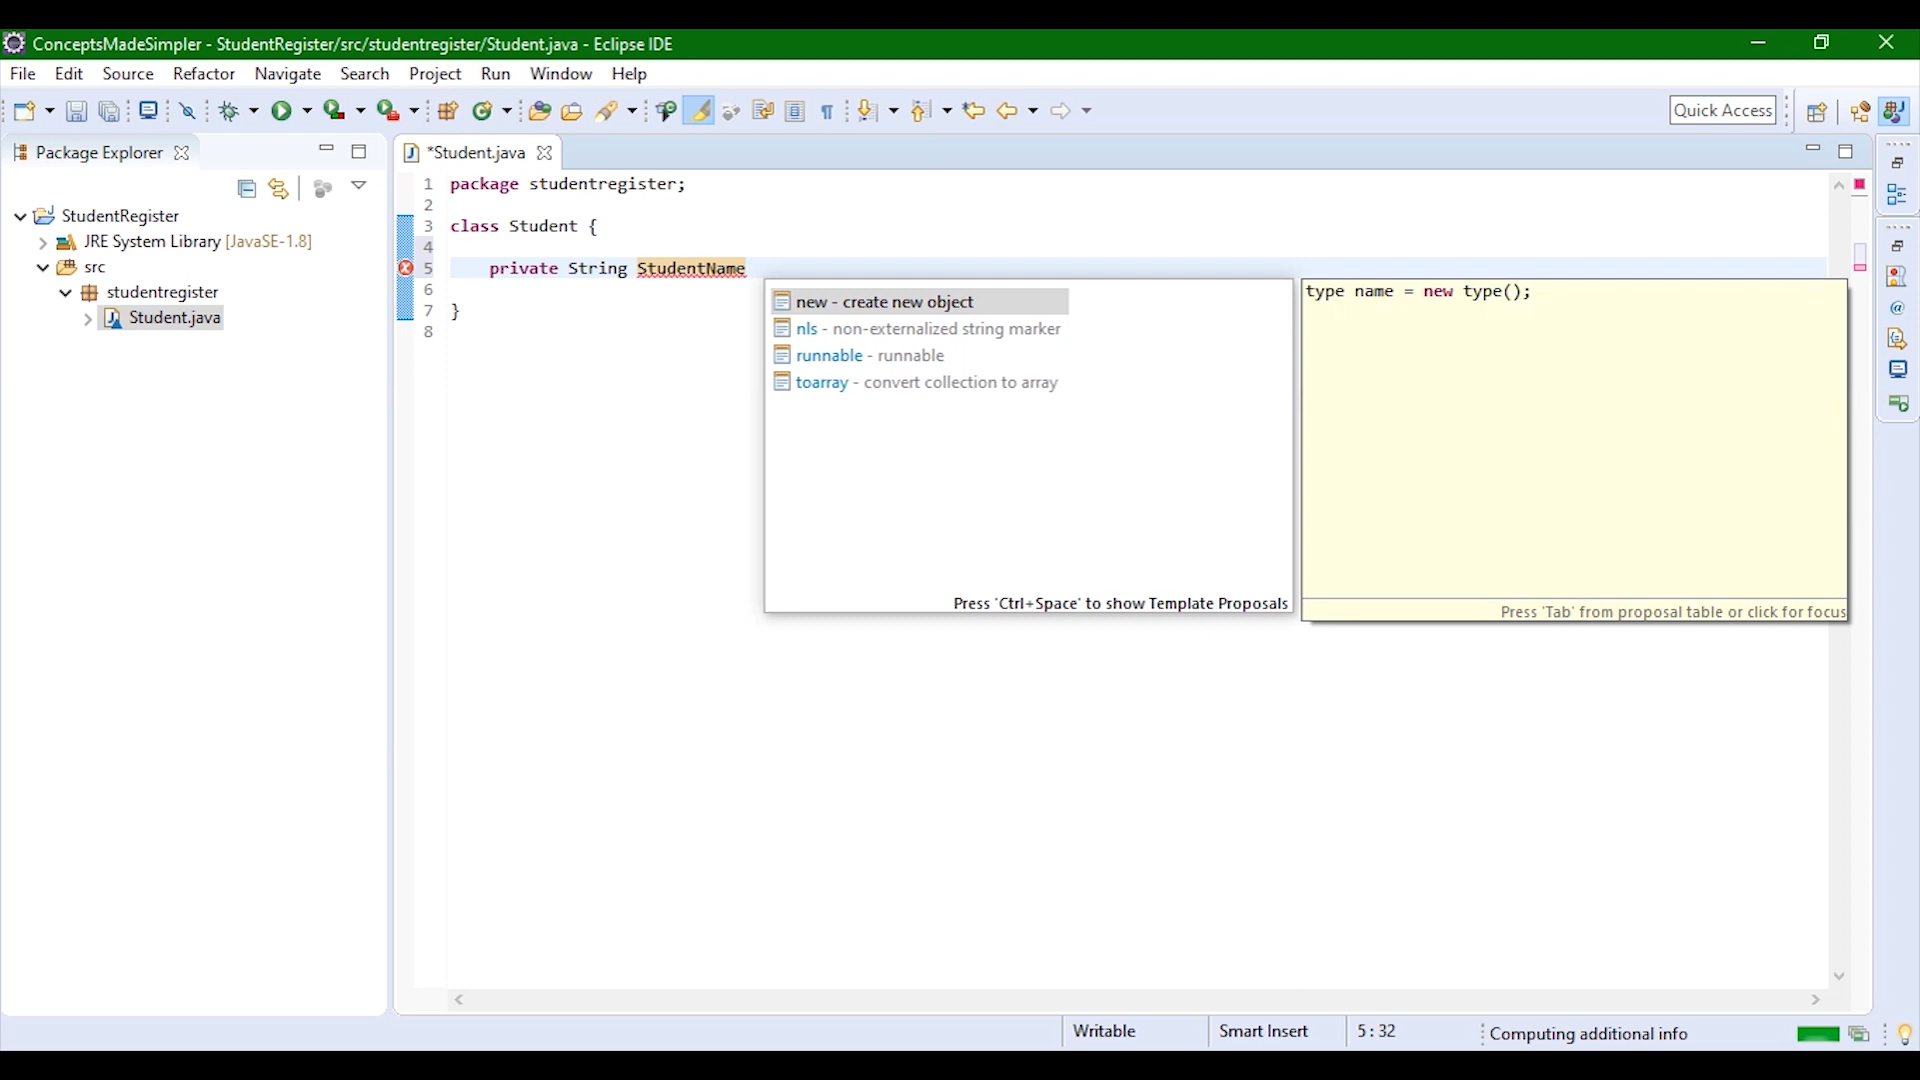 ConceptsMadeSimpler - StudentRegister/src/studentregister/Student.java - Eclipse IDE
File Edit Source Refactor Navigate Search Project Run Window Help
Quick Access
Package Explorer
*Student.java
StudentRegister
JRE System Library [JavaSE-1.8]
src
studentregister
Student.java
1 package studentregister;
2
3 class Student {
4
5 private String StudentName
6
7 }
8
new - create new object
nls - non-externalized string marker
runnable - runnable
toarray - convert collection to array
Press 'Ctrl+Space' to show Template Proposals
type name = new type();
Press 'Tab' from proposal table or click for focus
Writable Smart Insert 5 : 32 Computing additional info